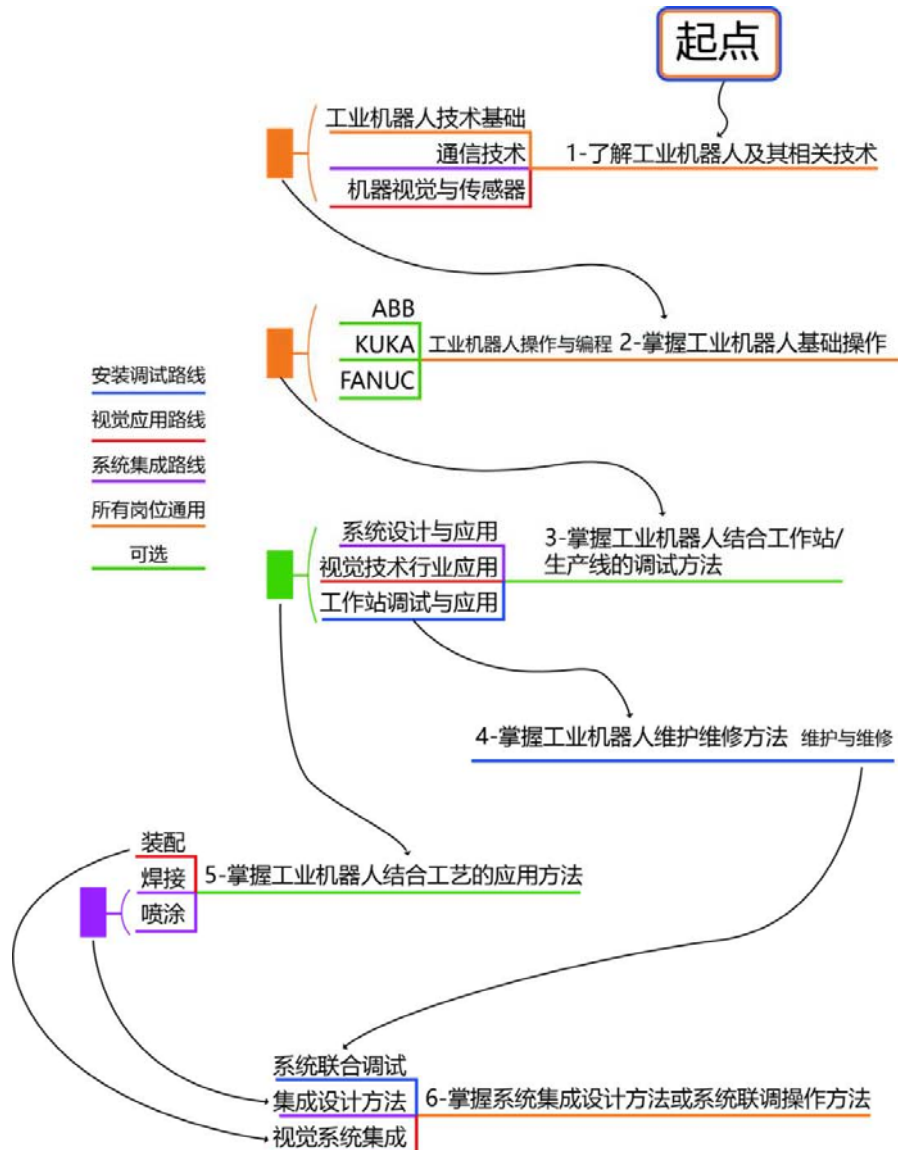 起点
工业机器人技术基础
通信技术
机器视觉与传感器
1-了解工业机器人及其相关技术
ABB
KUKA
FANUC
工业机器人操作与编程
2-掌握工业机器人基础操作
安装调试路线
视觉应用路线
系统集成路线
所有岗位通用
可选
系统设计与应用
视觉技术行业应用
工作站调试与应用
3-掌握工业机器人结合工作站/
生产线的调试方法
4-掌握工业机器人维护维修方法
维护与维修
装配
焊接
喷涂
5-掌握工业机器人结合工艺的应用方法
系统联合调试
集成设计方法
视觉系统集成
6-掌握系统集成设计方法或系统联调操作方法